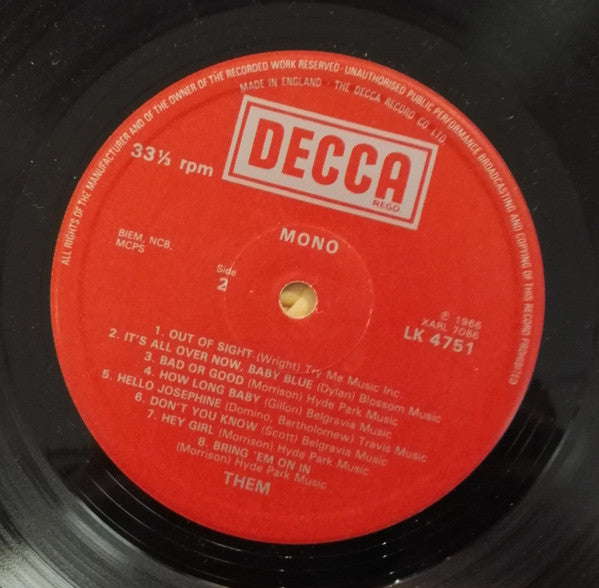 ALL RIGHTS OF THE MANUFACTURER AND OF THE OWNER OF THE RECORDED WORK RESERVED · UNAUTHORISED PUBLIC PERFORMANCE BROADCASTING AND COPYING OF THIS RECORD PROHIBITED
MADE IN ENGLAND · THE DECCA RECORD CO. LTD.
DECCA
REGD.
33⅓ rpm
MONO
BIEM, NCB,
MCPS
Side
2
℗ 1966
XARL 7086
LK 4751
1. OUT OF SIGHT (Wright) Try Me Music Inc.
2. IT'S ALL OVER NOW, BABY BLUE (Dylan) Blossom Music
3. BAD OR GOOD (Morrison) Hyde Park Music
4. HOW LONG BABY (Gillon) Belgravia Music
5. HELLO JOSEPHINE (Domino, Bartholomew) Travis Music
6. DON'T YOU KNOW (Scott) Belgravia Music
7. HEY GIRL (Morrison) Hyde Park Music
8. BRING 'EM ON IN
(Morrison) Hyde Park Music
THEM